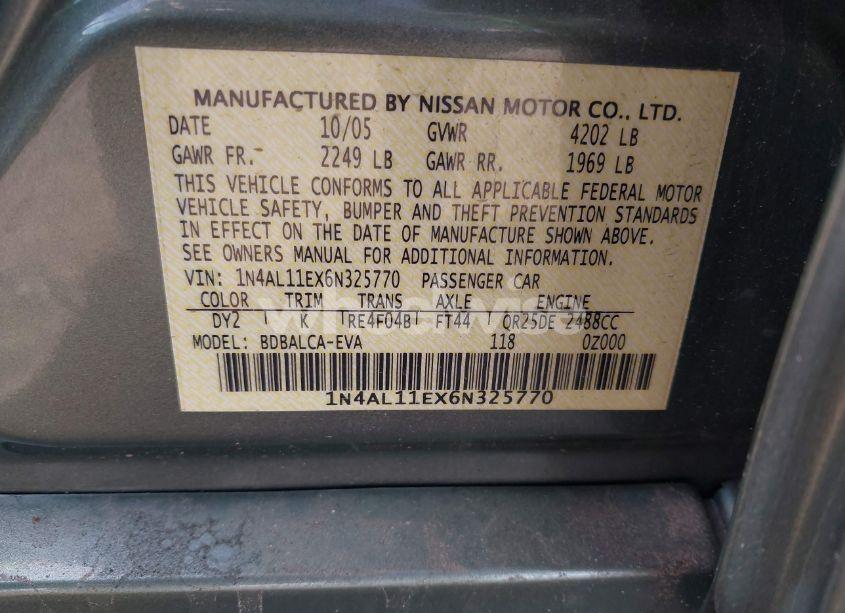 MANUFACTURED BY NISSAN MOTOR CO., LTD.
DATE 10/05 GVWR 4202 LB
GAWR FR. 2249 LB GAWR RR. 1969 LB
THIS VEHICLE CONFORMS TO ALL APPLICABLE FEDERAL MOTOR
VEHICLE SAFETY, BUMPER AND THEFT PREVENTION STANDARDS
IN EFFECT ON THE DATE OF MANUFACTURE SHOWN ABOVE.
SEE OWNERS MANUAL FOR ADDITIONAL INFORMATION.
VIN: 1N4AL11EX6N325770 PASSENGER CAR
COLOR TRIM TRANS AXLE ENGINE
DY2 K RE4F04B FT44 QR25DE 2488CC
MODEL: BDBALCA-EVA 118 0Z000
1N4AL11EX6N325770